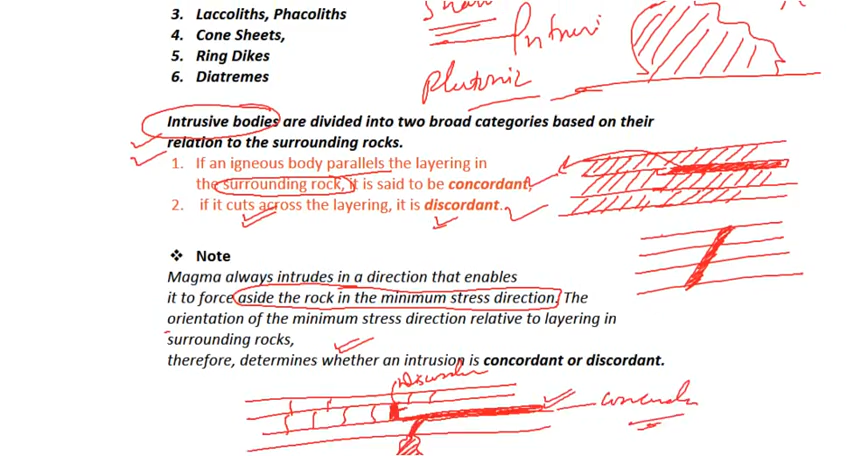 3. Laccoliths, Phacoliths
4. Cone Sheets,
5. Ring Dikes
6. Diatremes
Plutonic
Intrusive bodies are divided into two broad categories based on their
relation to the surrounding rocks.
1. If an igneous body parallels the layering in
the surrounding rock, it is said to be concordant,
2. if it cuts across the layering, it is discordant.
❖ Note
Magma always intrudes in a direction that enables
it to force aside the rock in the minimum stress direction. The
orientation of the minimum stress direction relative to layering in
surrounding rocks,
therefore, determines whether an intrusion is concordant or discordant.